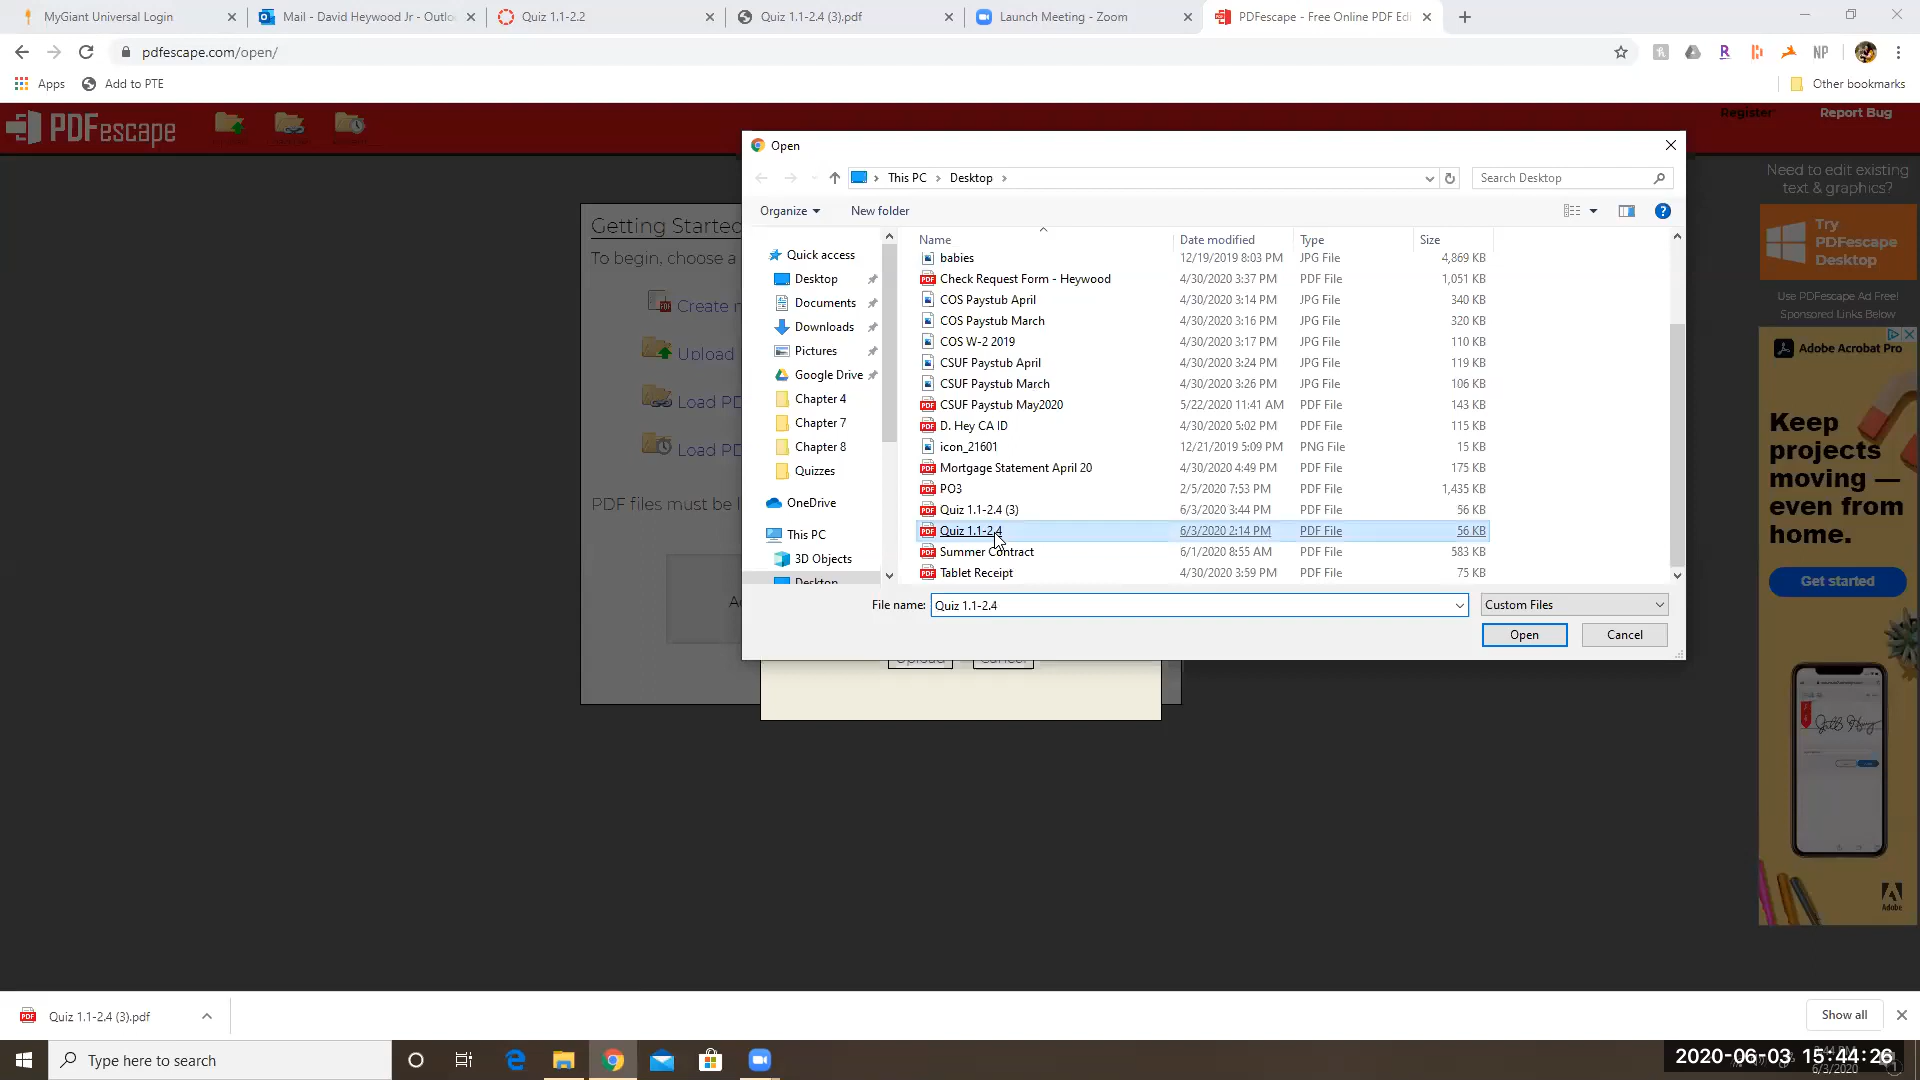 MyGiant Universal Login
Mail - David Heywood Jr - Outlo
Quiz 1.1-2.2
Quiz 1.1-2.4 (3).pdf
Launch Meeting - Zoom
PDFescape - Free Online PDF Edi
pdfescape.com/open/
NP
Apps
Add to PTE
Other bookmarks
PDFescape
Register
Report Bug
Getting Started
To begin, choose a
Create n
Upload
Load PD
Load PD
PDF files must be l
Open
This PC
Desktop
Search Desktop
Organize
New folder
Quick access
Desktop
Documents
Downloads
Pictures
Google Drive
Chapter 4
Chapter 7
Chapter 8
Quizzes
OneDrive
This PC
3D Objects
Desktop
Name Date modified Type Size
babies 12/19/2019 8:03 PM JPG File 4,869 KB
Check Request Form - Heywood 4/30/2020 3:37 PM PDF File 1,051 KB
COS Paystub April 4/30/2020 3:14 PM JPG File 340 KB
COS Paystub March 4/30/2020 3:16 PM JPG File 320 KB
COS W-2 2019 4/30/2020 3:17 PM JPG File 110 KB
CSUF Paystub April 4/30/2020 3:24 PM JPG File 119 KB
CSUF Paystub March 4/30/2020 3:26 PM JPG File 106 KB
CSUF Paystub May2020 5/22/2020 11:41 AM PDF File 143 KB
D. Hey CA ID 4/30/2020 5:02 PM PDF File 115 KB
icon_21601 12/21/2019 5:09 PM PNG File 15 KB
Mortgage Statement April 20 4/30/2020 4:49 PM PDF File 175 KB
PO3 2/5/2020 7:53 PM PDF File 1,435 KB
Quiz 1.1-2.4 (3) 6/3/2020 3:44 PM PDF File 56 KB
Quiz 1.1-2.4 6/3/2020 2:14 PM PDF File 56 KB
Summer Contract 6/1/2020 8:55 AM PDF File 583 KB
Tablet Receipt 4/30/2020 3:59 PM PDF File 75 KB
File name: Quiz 1.1-2.4
Custom Files
Open
Cancel
Upload
Cancel
Need to edit existing
text & graphics?
Try
PDFescape
Desktop
Use PDFescape Ad Free!
Sponsored Links Below
Adobe Acrobat Pro
Keep
projects
moving —
even from
home.
Get started
Adobe
Quiz 1.1-2.4 (3).pdf
Show all
Type here to search
2020-06-03 15:44:26
6/3/2020